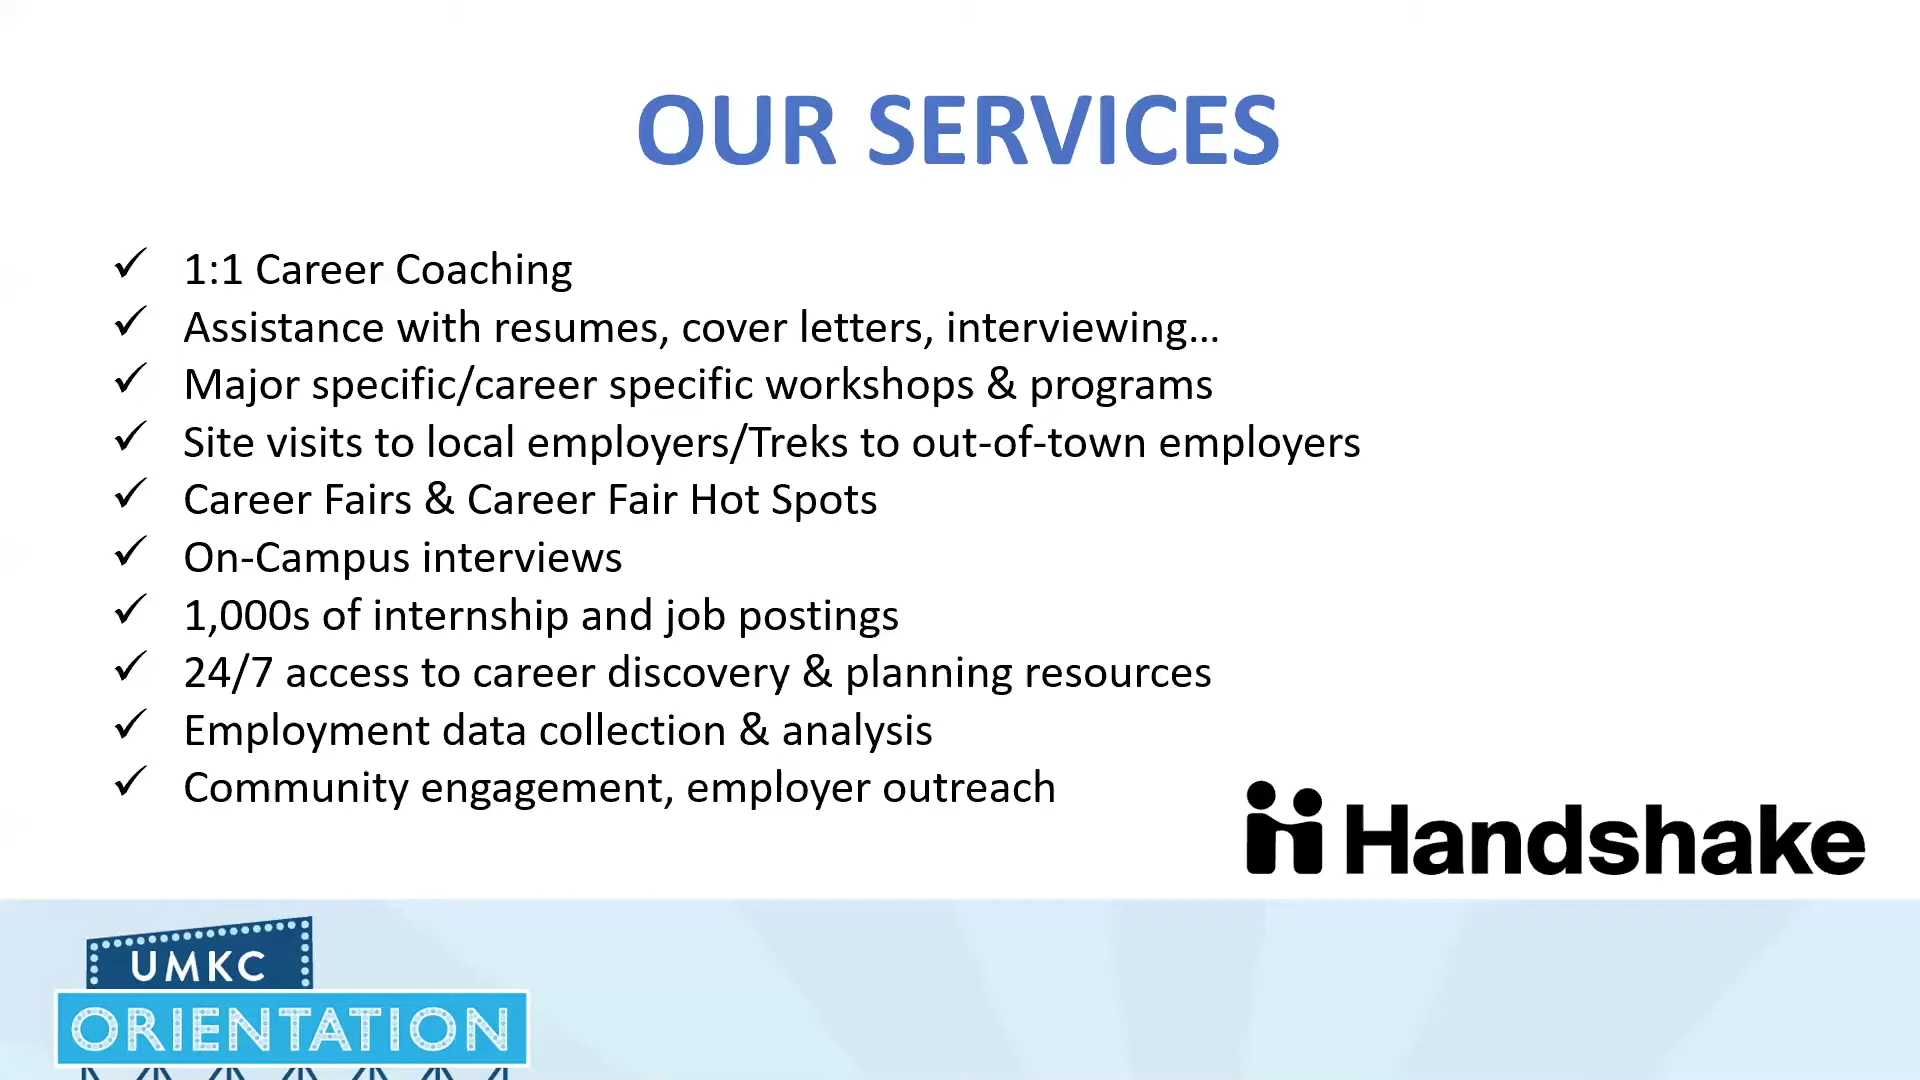 OUR SERVICES
✓ 1:1 Career Coaching
✓ Assistance with resumes, cover letters, interviewing...
✓ Major specific/career specific workshops & programs
✓ Site visits to local employers/Treks to out-of-town employers
✓ Career Fairs & Career Fair Hot Spots
✓ On-Campus interviews
✓ 1,000s of internship and job postings
✓ 24/7 access to career discovery & planning resources
✓ Employment data collection & analysis
✓ Community engagement, employer outreach
Handshake
UMKC
ORIENTATION